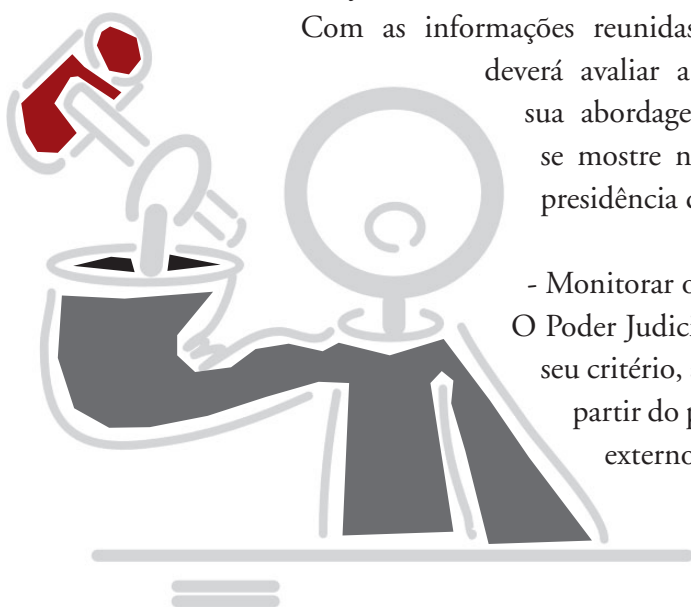 Com as informações reunidas
deverá avaliar a
sua abordage
se mostre n
presidência
- Monitorar
O Poder Judici
seu critério,
partir do
externo